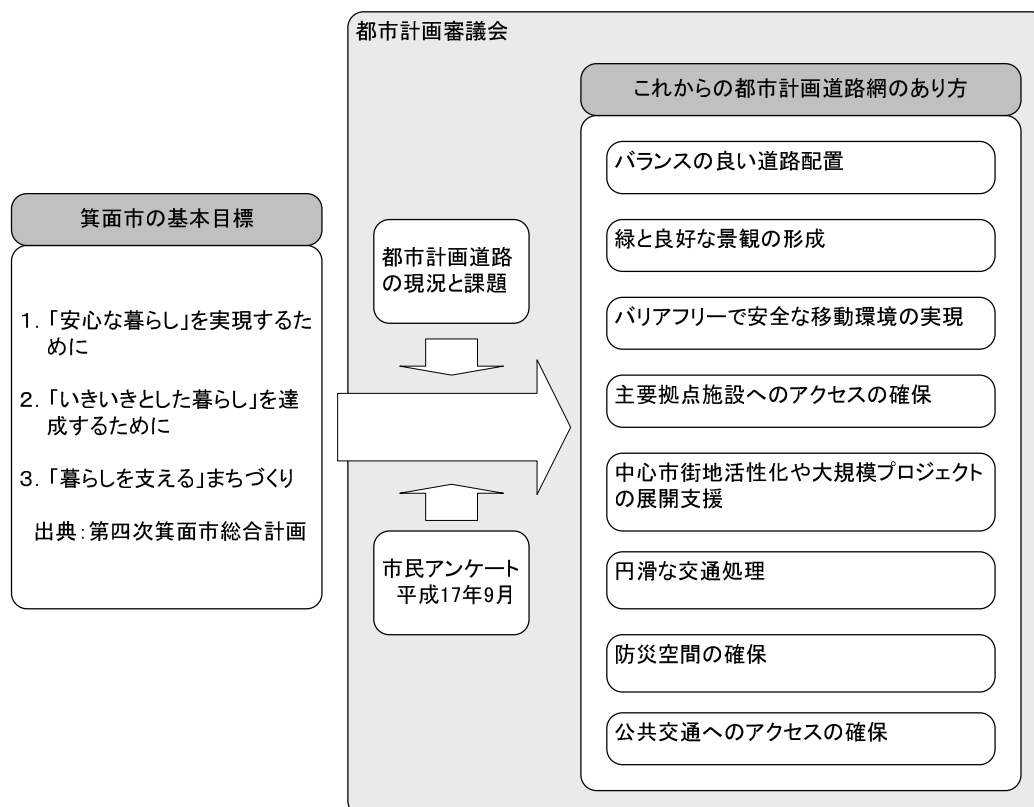 都市計画審議会
これからの都市計画道路網のあり方
バランスの良い道路配置
緑と良好な景観の形成
バリアフリーで安全な移動環境の実現
主要拠点施設へのアクセスの確保
中心市街地活性化や大規模プロジェクト
の展開支援
円滑な交通処理
防災空間の確保
公共交通へのアクセスの確保
箕面市の基本目標
1.「安心な暮らし」を実現するた
めに
2.「いきいきとした暮らし」を達
成するために
3.「暮らしを支える」まちづくり
出典:第四次箕面市総合計画
都市計画道路
の現況と課題
市民アンケート
平成17年9月